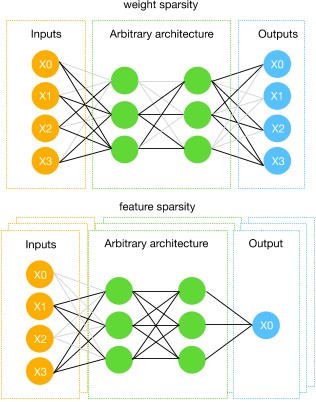 weight sparsity
Inputs Arbitrary architecture Outputs
X0 X0
X1 X1
X2 X2
X3 X3
feature sparsity
Inputs Arbitrary architecture Output
X0
X1
X0
X2
X3